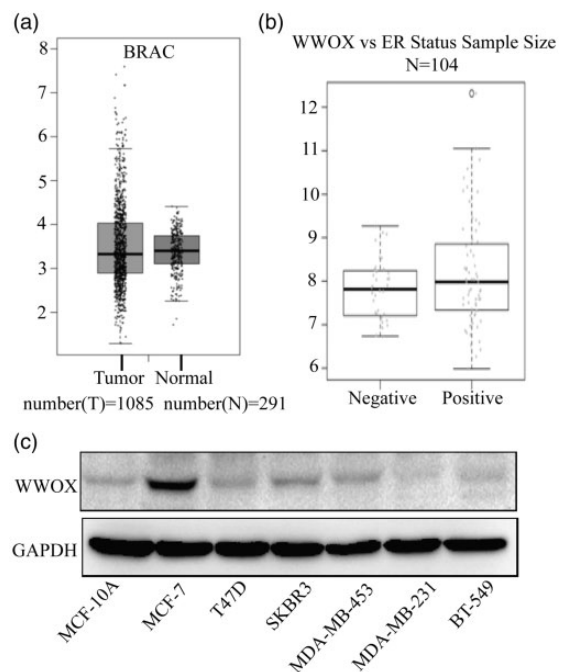 (a)
BRAC
8
7
6
5
4
3
2
Tumor Normal
number(T)=1085 number(N)=291
(b)
WWOX vs ER Status Sample Size
N=104
12
11
10
9
8
7
6
Negative Positive
(c)
WWOX
GAPDH
MCF-10A
MCF-7
T47D
SKBR3
MDA-MB-453
MDA-MB-231
BT-549